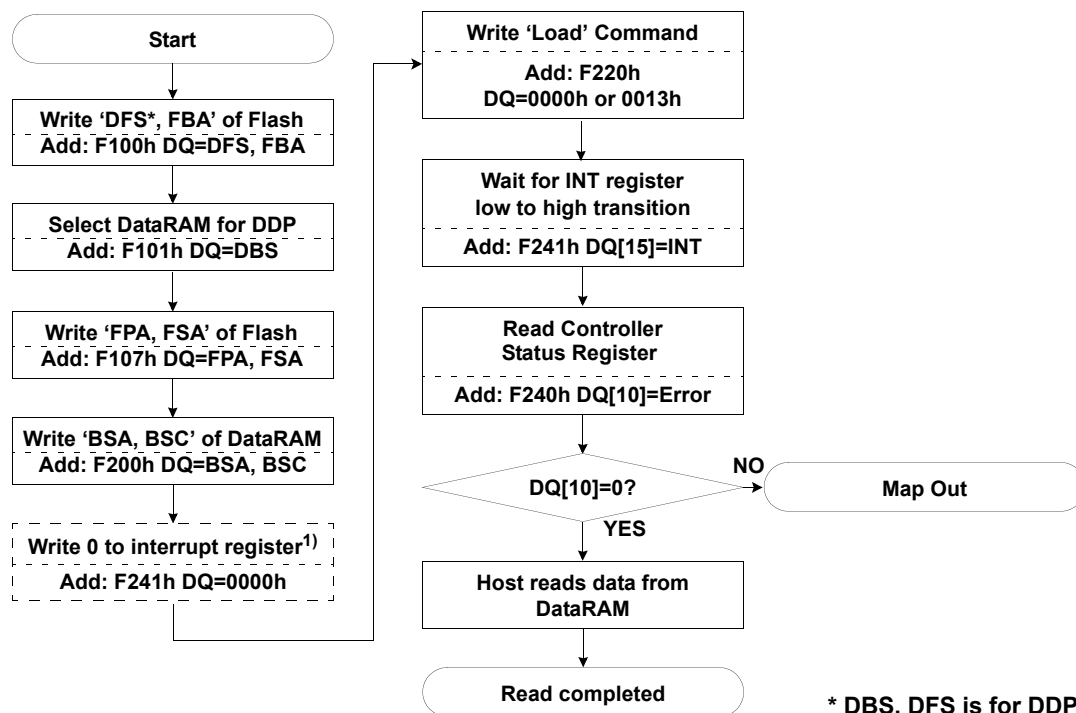 Start
Write ‘DFS*, FBA’ of Flash
Add: F100h DQ=DFS, FBA
Select DataRAM for DDP
Add: F101h DQ=DBS
Write ‘FPA, FSA’ of Flash
Add: F107h DQ=FPA, FSA
Write ‘BSA, BSC’ of DataRAM
Add: F200h DQ=BSA, BSC
Write 0 to interrupt register1)
Add: F241h DQ=0000h
Write ‘Load’ Command
Add: F220h
DQ=0000h or 0013h
Wait for INT register
low to high transition
Add: F241h DQ[15]=INT
Read Controller
Status Register
Add: F240h DQ[10]=Error
DQ[10]=0?
NO
Map Out
YES
Host reads data from
DataRAM
Read completed
* DBS, DFS is for DDP